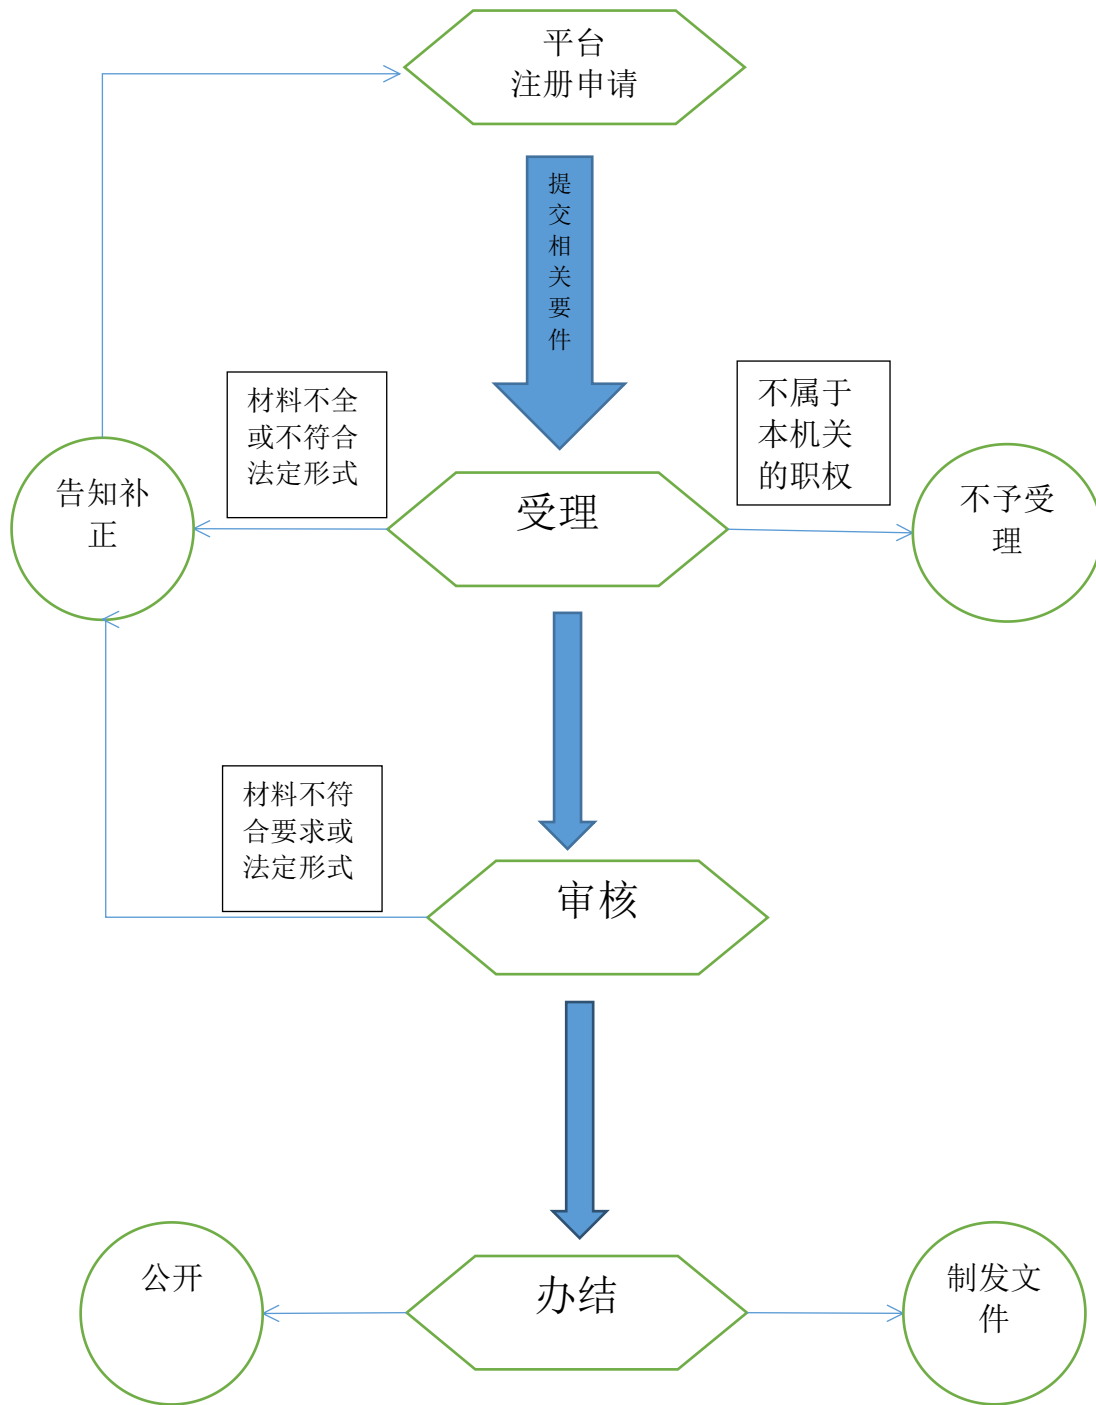 平台
注册申请
提
交
相
关
要
件
材料不全
或不符合
法定形式
不属于
本机关
的职权
告知补
正
受理
不予受
理
材料不符
合要求或
法定形式
审核
公开
办结
制发文
件